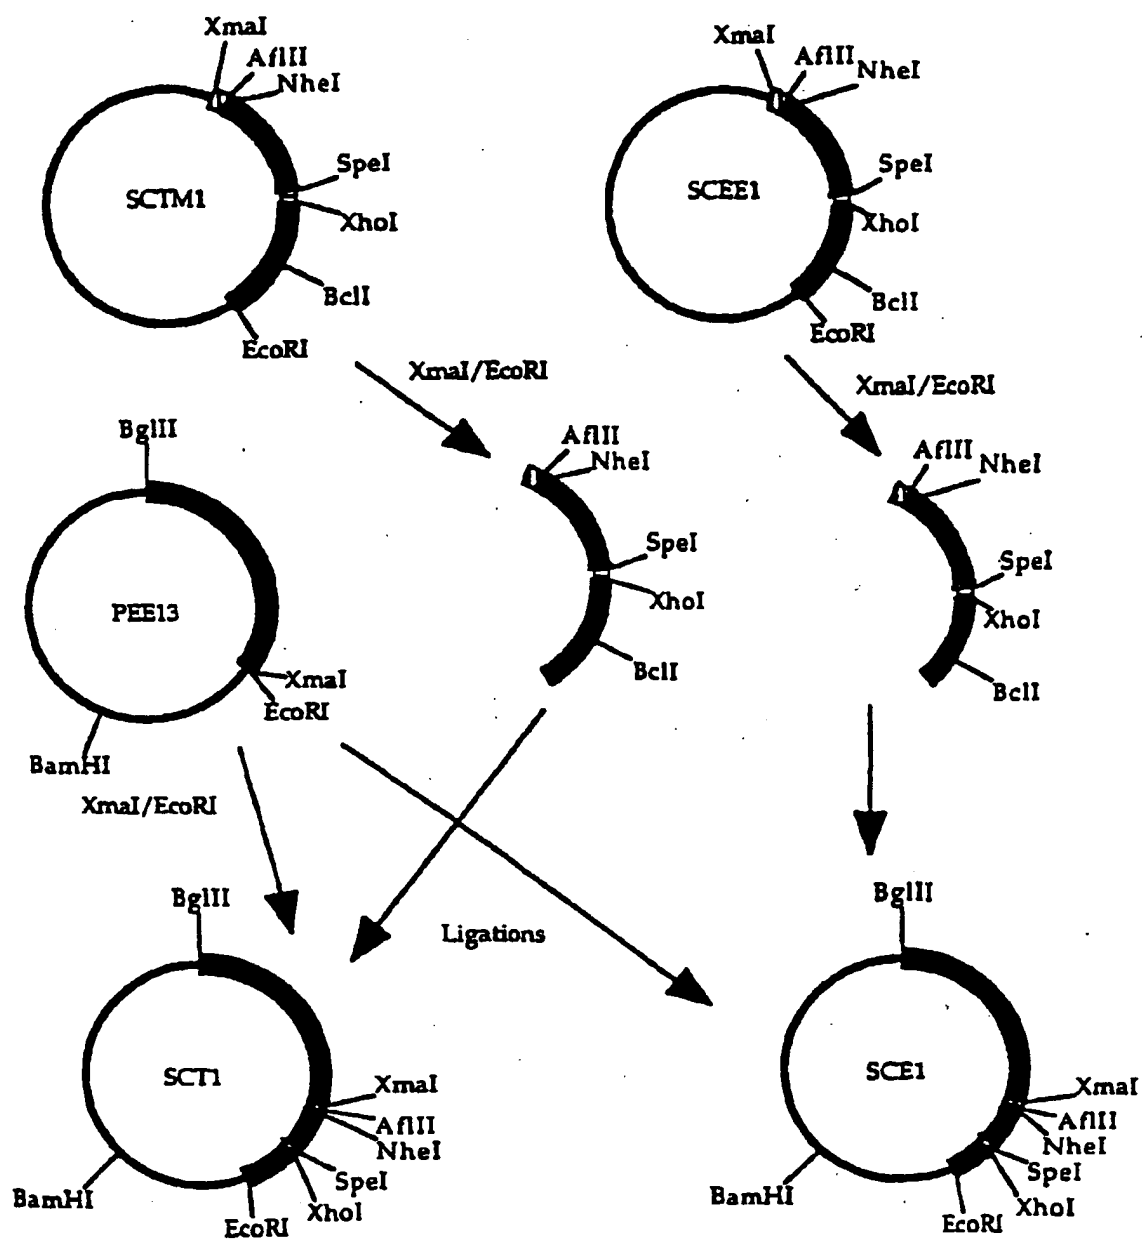 XmaI
AflII
NheI
SCTM1
SpeI
XhoI
BclI
EcoRI
XmaI
AflII
NheI
SCEE1
SpeI
XhoI
BclI
EcoRI
XmaI/EcoRI
XmaI/EcoRI
BglII
PEE13
XmaI
EcoRI
BamHI
AflII
NheI
SpeI
XhoI
BclI
AflII
NheI
SpeI
XhoI
BclI
XmaI/EcoRI
Ligations
BglII
SCT1
XmaI
AflII
NheI
SpeI
XhoI
EcoRI
BamHI
BglII
SCE1
XmaI
AflII
NheI
SpeI
XhoI
EcoRI
BamHI